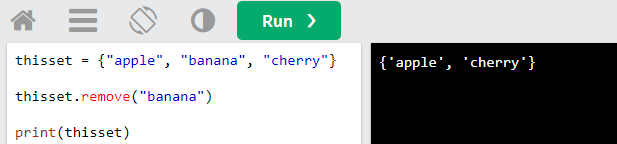 Run ❯
thisset = {"apple", "banana", "cherry"}
thisset.remove("banana")
print(thisset)
{'apple', 'cherry'}